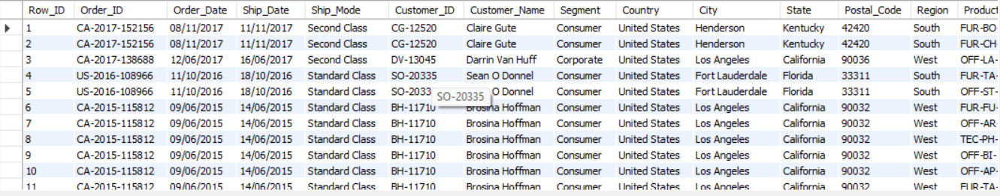 Row_ID Order_ID Order_Date Ship_Date Ship_Mode Customer_ID Customer_Name Segment Country City State Postal_Code Region Product
1 CA-2017-152156 08/11/2017 11/11/2017 Second Class CG-12520 Claire Gute Consumer United States Henderson Kentucky 42420 South FUR-BO-
2 CA-2017-152156 08/11/2017 11/11/2017 Second Class CG-12520 Claire Gute Consumer United States Henderson Kentucky 42420 South FUR-CH-
3 CA-2017-138688 12/06/2017 16/06/2017 Second Class DV-13045 Darrin Van Huff Corporate United States Los Angeles California 90036 West OFF-LA-
4 US-2016-108966 11/10/2016 18/10/2016 Standard Class SO-20335 Sean O Donnel Consumer United States Fort Lauderdale Florida 33311 South FUR-TA-
5 US-2016-108966 11/10/2016 18/10/2016 Standard Class SO-2033 SO-20335 O Donnel Consumer United States Fort Lauderdale Florida 33311 South OFF-ST-
6 CA-2015-115812 09/06/2015 14/06/2015 Standard Class BH-11710 Brosina Hoffman Consumer United States Los Angeles California 90032 West FUR-FU-
7 CA-2015-115812 09/06/2015 14/06/2015 Standard Class BH-11710 Brosina Hoffman Consumer United States Los Angeles California 90032 West OFF-AR-
8 CA-2015-115812 09/06/2015 14/06/2015 Standard Class BH-11710 Brosina Hoffman Consumer United States Los Angeles California 90032 West TEC-PH-
9 CA-2015-115812 09/06/2015 14/06/2015 Standard Class BH-11710 Brosina Hoffman Consumer United States Los Angeles California 90032 West OFF-BI-
10 CA-2015-115812 09/06/2015 14/06/2015 Standard Class BH-11710 Brosina Hoffman Consumer United States Los Angeles California 90032 West OFF-AP-
11 CA-2015-115812 09/06/2015 14/06/2015 Standard Class BH-11710 Brosina Hoffman Consumer United States Los Angeles California 90032 West FUR-TA-